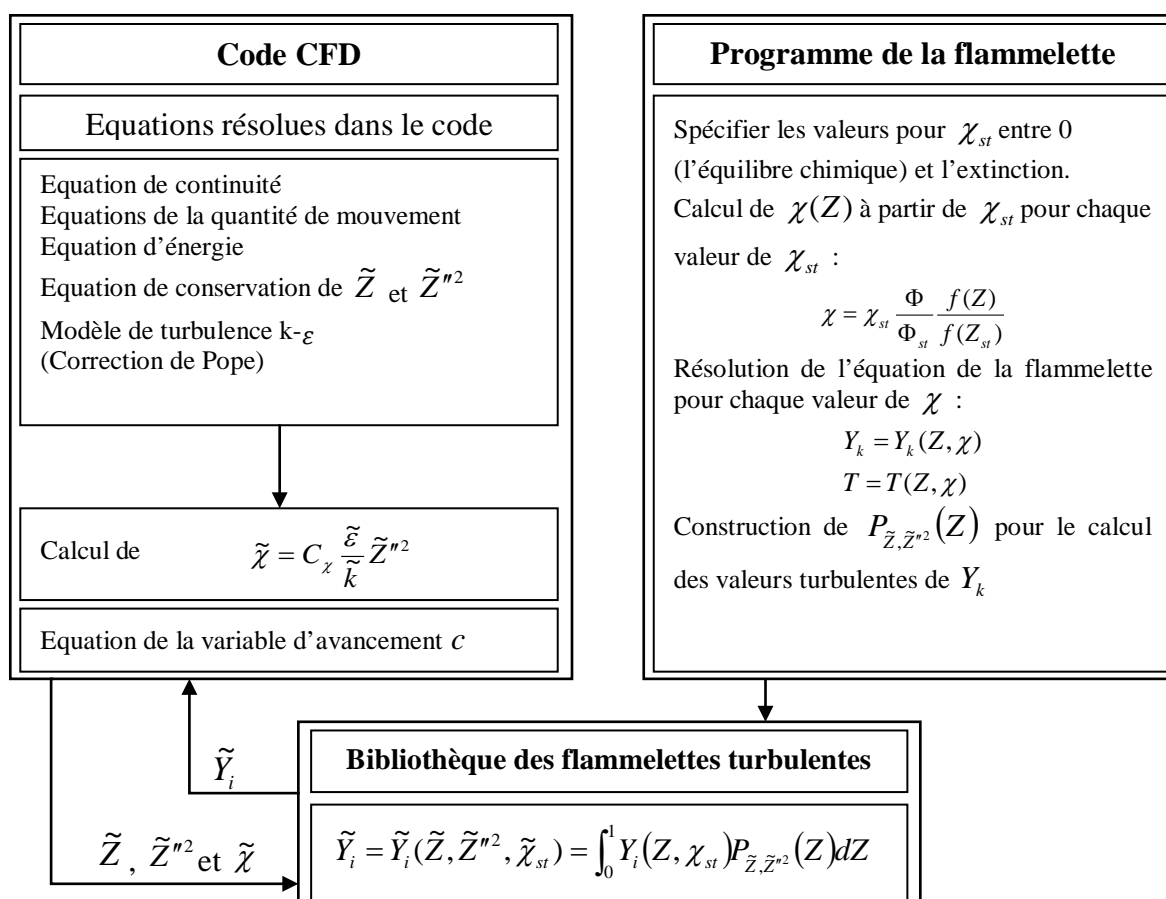 Code CFD
Equations résolues dans le code
Equation de continuité
Equations de la quantité de mouvement
Equation d’énergie
Equation de conservation de Z̃ et Z̃″²
Modèle de turbulence k-ε
(Correction de Pope)
Calcul de χ̃ = C_χ (ε̃/k̃) Z̃″²
Equation de la variable d’avancement c
Programme de la flammelette
Spécifier les valeurs pour χ_st entre 0
(l’équilibre chimique) et l’extinction.
Calcul de χ(Z) à partir de χ_st pour chaque
valeur de χ_st :
χ = χ_st (Φ/Φ_st) (f(Z)/f(Z_st))
Résolution de l’équation de la flammelette
pour chaque valeur de χ :
Y_k = Y_k(Z, χ)
T = T(Z, χ)
Construction de P_{Z̃,Z̃″²}(Z) pour le calcul
des valeurs turbulentes de Y_k
Ỹ_i
Z̃ , Z̃″² et χ̃
Bibliothèque des flammelettes turbulentes
Ỹ_i = Ỹ_i(Z̃, Z̃″², χ̃_st) = ∫₀¹ Y_i(Z, χ_st) P_{Z̃,Z̃″²}(Z)dZ